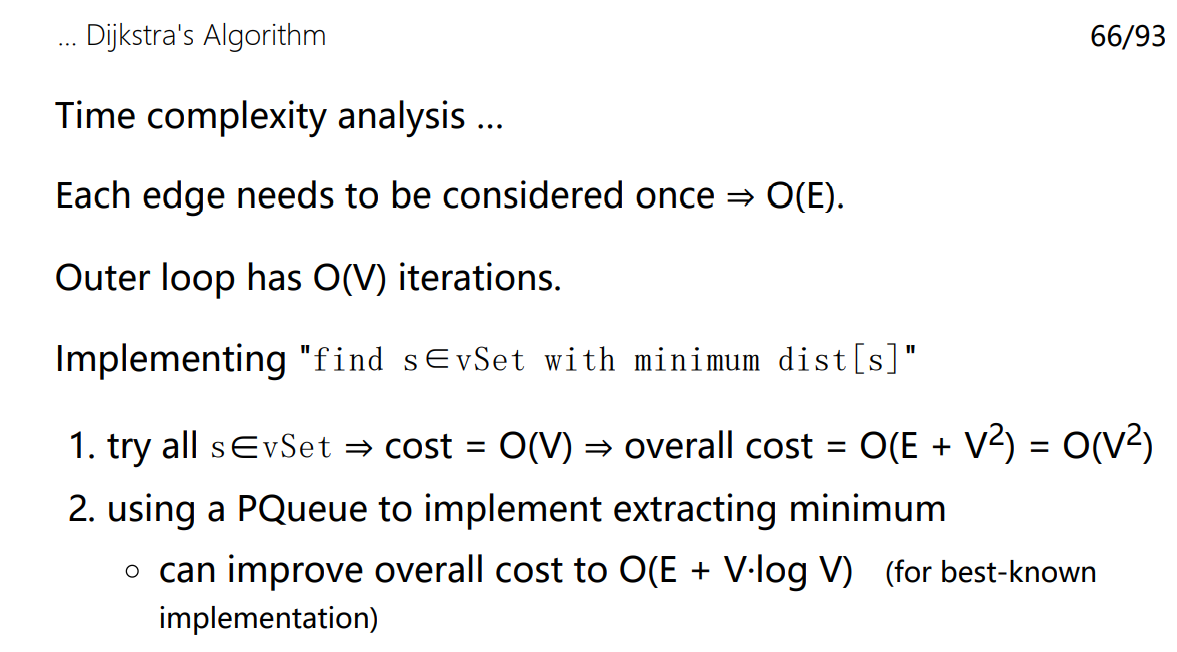 ... Dijkstra's Algorithm 66/93
Time complexity analysis ...
Each edge needs to be considered once ⇒ O(E).
Outer loop has O(V) iterations.
Implementing "find s∈vSet with minimum dist[s]"
1. try all s∈vSet ⇒ cost = O(V) ⇒ overall cost = O(E + V²) = O(V²)
2. using a PQueue to implement extracting minimum
○ can improve overall cost to O(E + V·log V) (for best-known
implementation)